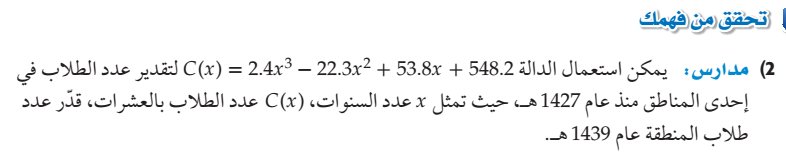 تحقق من فهمك
2) مدارس: يمكن استعمال الدالة C(x) = 2.4x³ − 22.3x² + 53.8x + 548.2 لتقدير عدد الطلاب في
إحدى المناطق منذ عام 1427 هـ، حيث تمثل x عدد السنوات، C(x) عدد الطلاب بالعشرات، قدّر عدد
طلاب المنطقة عام 1439 هـ.